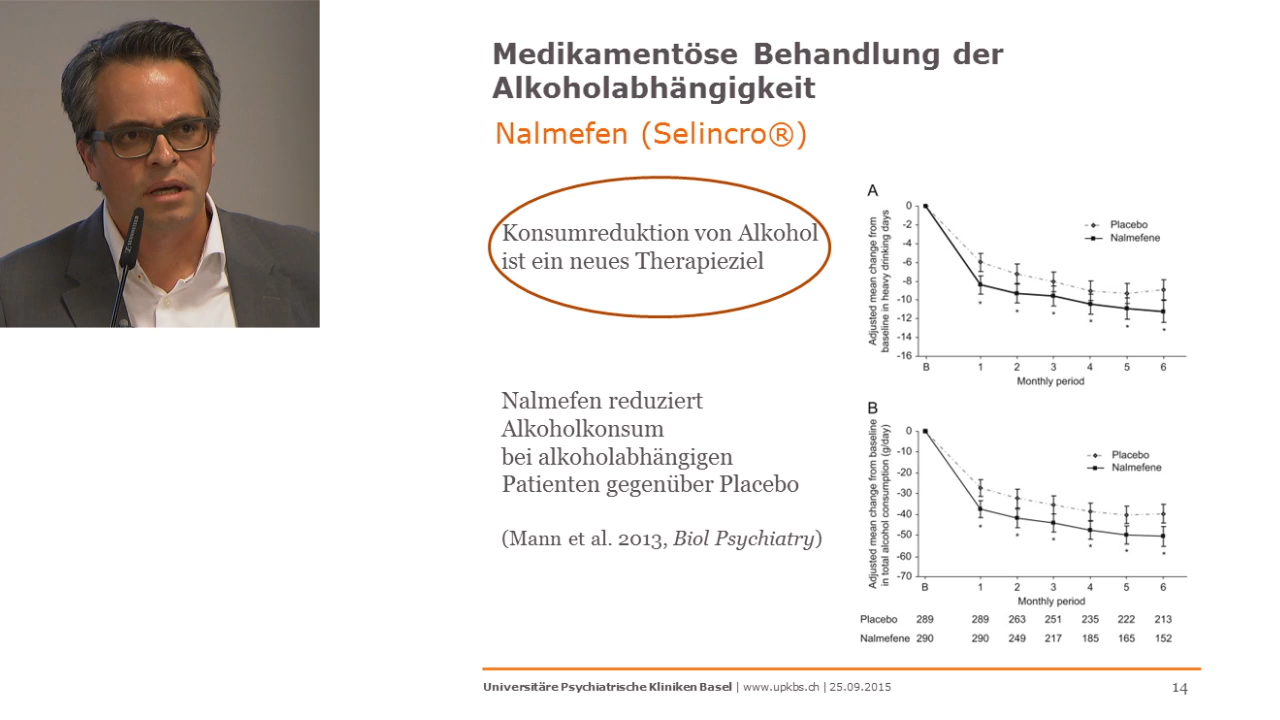 Medikamentöse Behandlung der
Alkoholabhängigkeit
Nalmefen (Selincro®)
Konsumreduktion von Alkohol
ist ein neues Therapieziel
Nalmefen reduziert
Alkoholkonsum
bei alkoholabhängigen
Patienten gegenüber Placebo
(Mann et al. 2013, Biol Psychiatry)
A
Adjusted mean change from
baseline in heavy drinking days
0
-2
-4
-6
-8
-10
-12
-14
-16
Placebo
Nalmefene
* * * * * *
B 1 2 3 4 5 6
Monthly period
B
Adjusted mean change from baseline
in total alcohol consumption (g/day)
0
-10
-20
-30
-40
-50
-60
-70
Placebo
Nalmefene
* * * * * *
B 1 2 3 4 5 6
Monthly period
Placebo 289 289 263 251 235 222 213
Nalmefene 290 290 249 217 185 165 152
Universitäre Psychiatrische Kliniken Basel | www.upkbs.ch | 25.09.2015 14